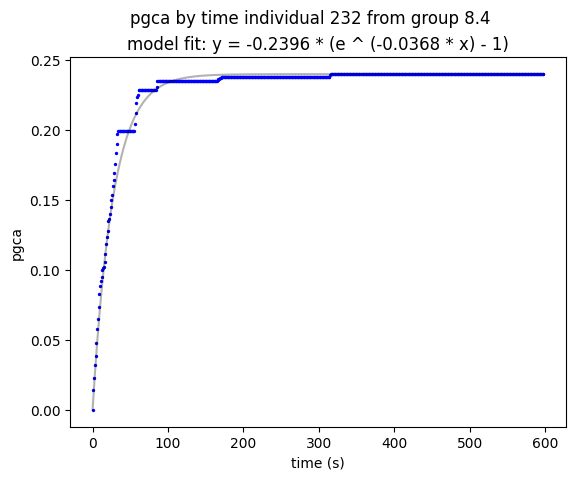 pgca by time individual 232 from group 8.4
model fit: y = -0.2396 * (e ^ (-0.0368 * x) - 1)
0.25
0.20
0.15
0.10
0.05
0.00
pgca
0 100 200 300 400 500 600
time (s)